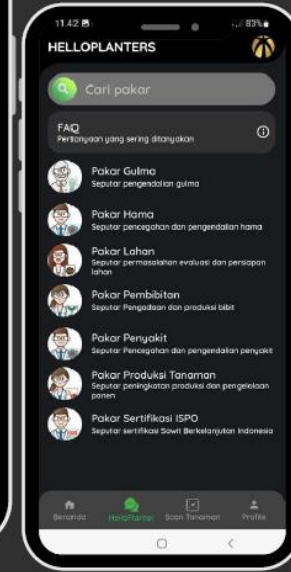 11.42
83%
HELLOPLANTERS
Cari pakar
FAQ
Pertanyaan yang sering ditanyakan
Pakar Gulma
Seputar pengendalian gulma
Pakar Hama
Seputar pencegahan dan pengendalian hama
Pakar Lahan
Seputar permasalahan evaluasi dan persiapan
lahan
Pakar Pembibitan
Seputar Pengadaan dan produksi bibit
Pakar Penyakit
Seputar Pencegahan dan pengendalian penyakit
Pakar Produksi Tanaman
Seputar peningkatan produksi dan pengelolaan
panen
Pakar Sertifikasi ISPO
Seputar sertifikasi Sawit Berkelanjutan Indonesia
Beranda Scan Tanaman Profile